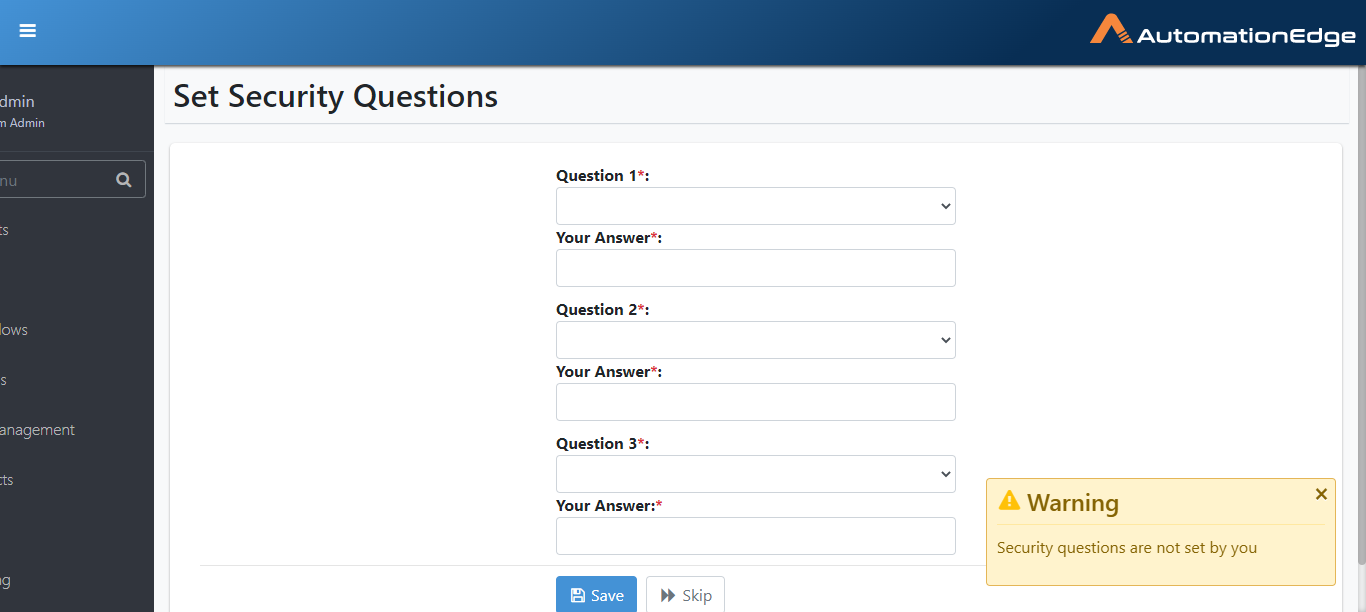 AutomationEdge
dmin
m Admin
nu
ts
lows
s
anagement
cts
ng
Set Security Questions
Question 1*:
Your Answer*:
Question 2*:
Your Answer*:
Question 3*:
Your Answer:*
Save
Skip
Warning
×
Security questions are not set by you